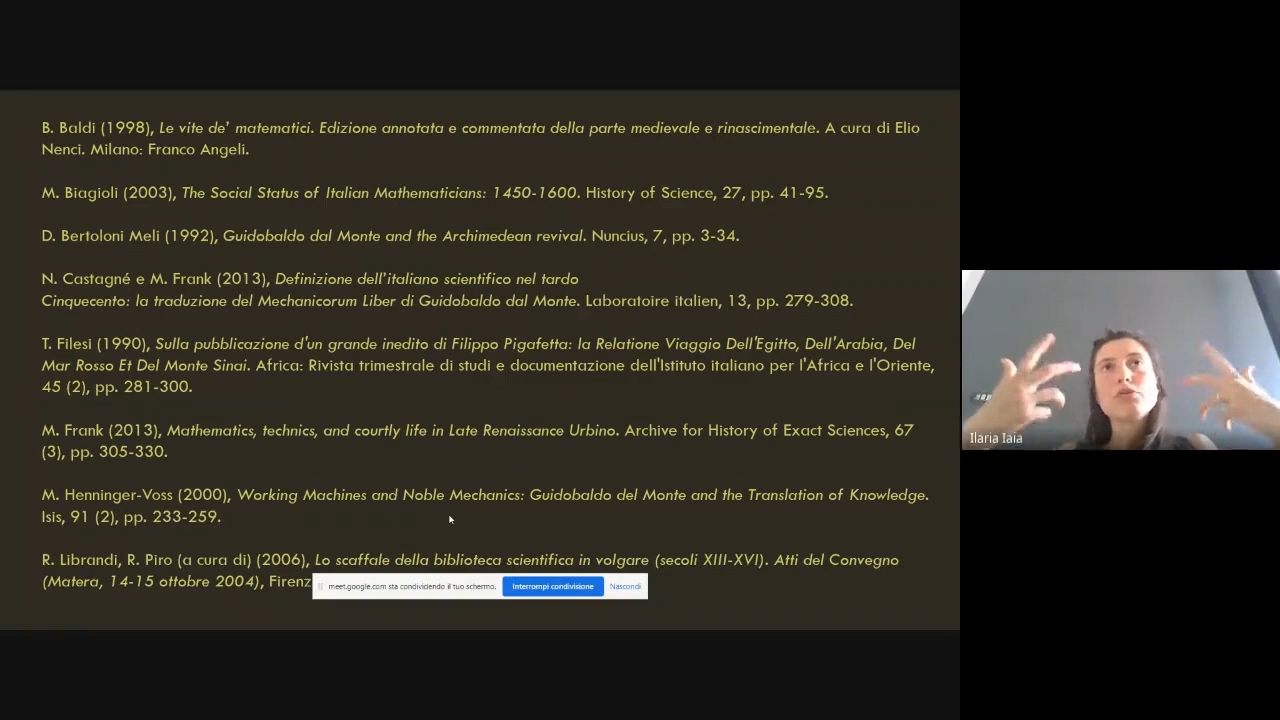 B. Baldi (1998), Le vite de' matematici. Edizione annotata e commentata della parte medievale e rinascimentale. A cura di Elio
Nenci. Milano: Franco Angeli.
M. Biagioli (2003), The Social Status of Italian Mathematicians: 1450-1600. History of Science, 27, pp. 41-95.
D. Bertoloni Meli (1992), Guidobaldo dal Monte and the Archimedean revival. Nuncius, 7, pp. 3-34.
N. Castagné e M. Frank (2013), Definizione dell'italiano scientifico nel tardo
Cinquecento: la traduzione del Mechanicorum Liber di Guidobaldo dal Monte. Laboratoire italien, 13, pp. 279-308.
T. Filesi (1990), Sulla pubblicazione d'un grande inedito di Filippo Pigafetta: la Relatione Viaggio Dell'Egitto, Dell'Arabia, Del
Mar Rosso Et Del Monte Sinai. Africa: Rivista trimestrale di studi e documentazione dell'Istituto italiano per l'Africa e l'Oriente,
45 (2), pp. 281-300.
M. Frank (2013), Mathematics, technics, and courtly life in Late Renaissance Urbino. Archive for History of Exact Sciences, 67
(3), pp. 305-330.
M. Henninger-Voss (2000), Working Machines and Noble Mechanics: Guidobaldo del Monte and the Translation of Knowledge.
Isis, 91 (2), pp. 233-259.
R. Librandi, R. Piro (a cura di) (2006), Lo scaffale della biblioteca scientifica in volgare (secoli XIII-XVI). Atti del Convegno
(Matera, 14-15 ottobre 2004), Firenz
meet.google.com sta condividendo il tuo schermo. Interrompi condivisione Nascondi
Ilaria Iaia